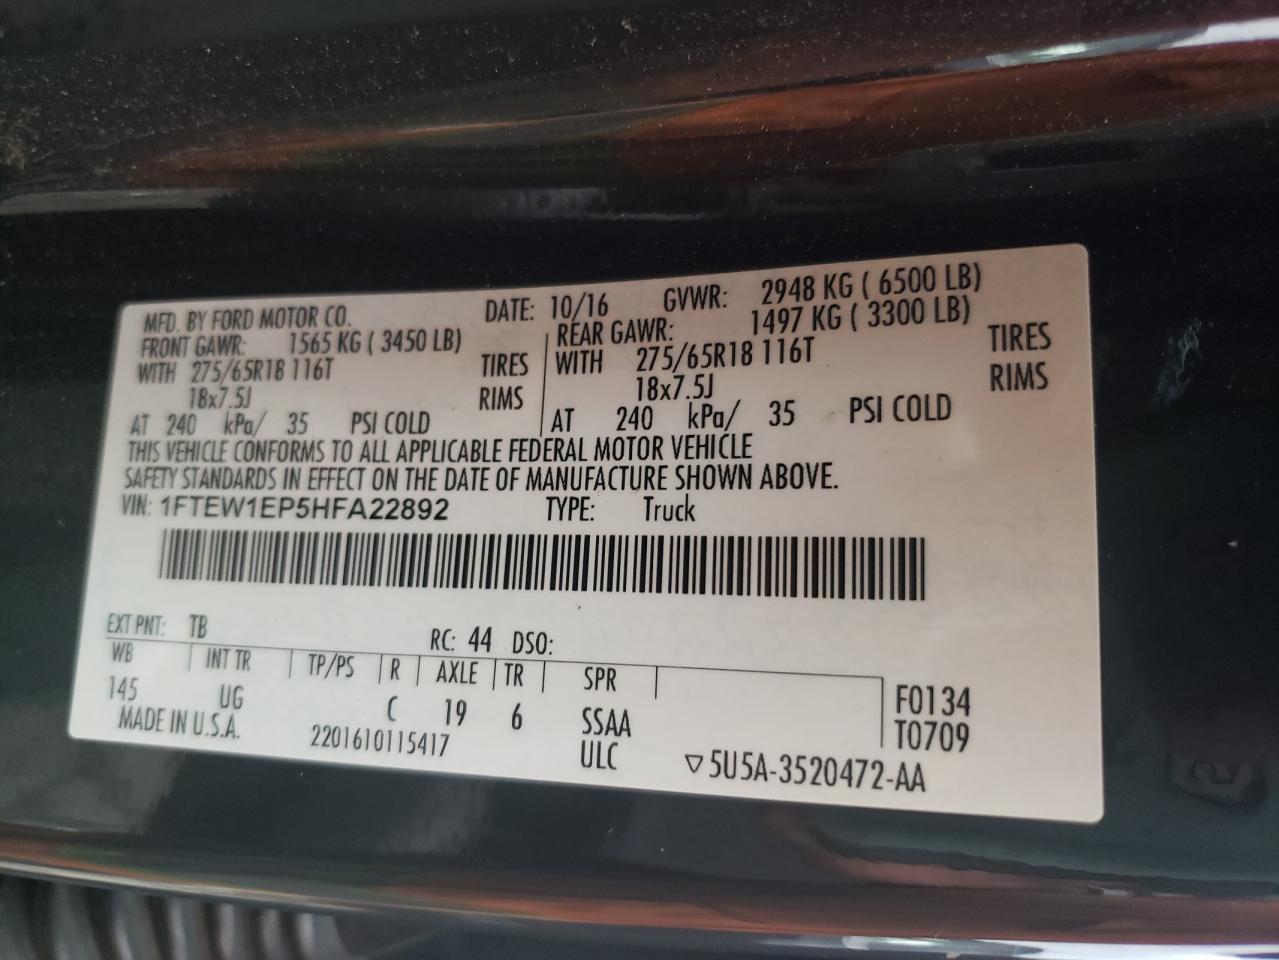 MFD. BY FORD MOTOR CO. DATE: 10/16 GVWR: 2948 KG ( 6500 LB)
FRONT GAWR: 1565 KG ( 3450 LB) REAR GAWR: 1497 KG ( 3300 LB)
WITH 275/65R18 116T TIRES WITH 275/65R18 116T TIRES
18x7.5J RIMS 18x7.5J RIMS
AT 240 kPa/ 35 PSI COLD AT 240 kPa/ 35 PSI COLD
THIS VEHICLE CONFORMS TO ALL APPLICABLE FEDERAL MOTOR VEHICLE
SAFETY STANDARDS IN EFFECT ON THE DATE OF MANUFACTURE SHOWN ABOVE.
VIN: 1FTEW1EP5HFA22892 TYPE: Truck
EXT PNT: TB RC: 44 DSO:
WB INT TR TP/PS R AXLE TR SPR
145 UG C 19 6 SSAA F0134
MADE IN U.S.A. 2201610115417 ULC T0709
▽5U5A-3520472-AA